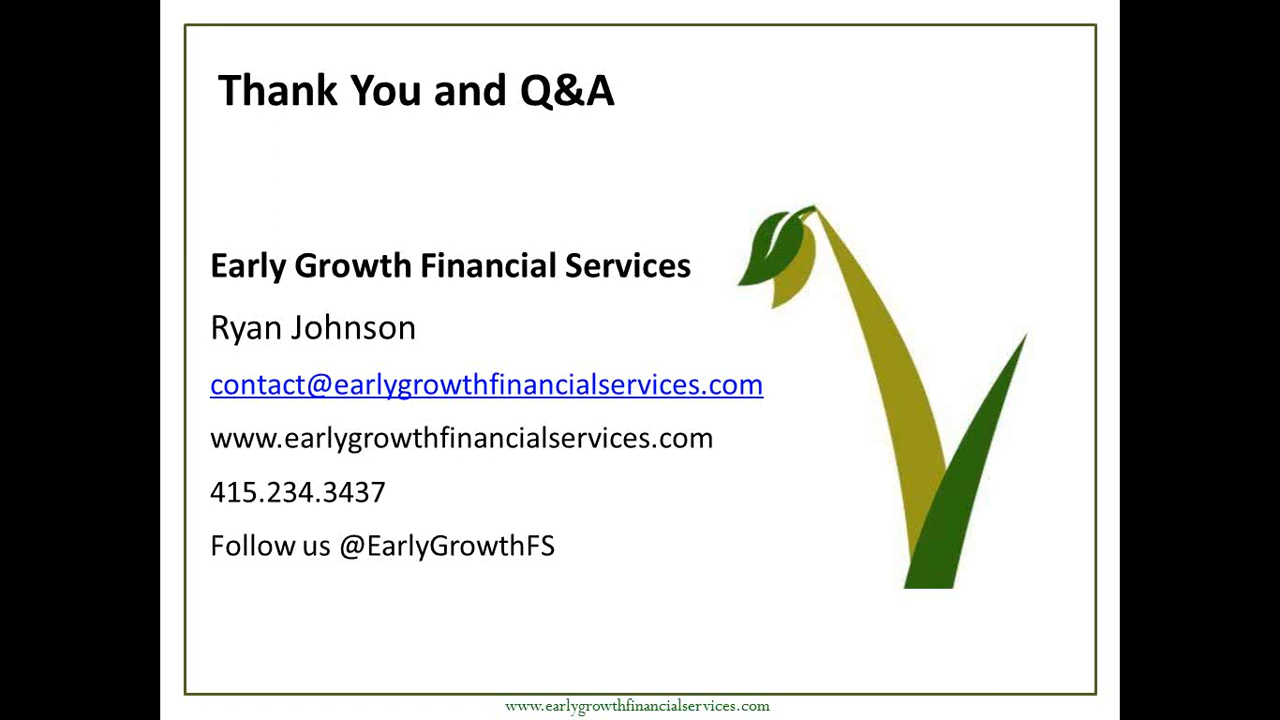 Thank You and Q&A
Early Growth Financial Services
Ryan Johnson
contact@earlygrowthfinancialservices.com
www.earlygrowthfinancialservices.com
415.234.3437
Follow us @EarlyGrowthFS
www.earlygrowthfinancialservices.com